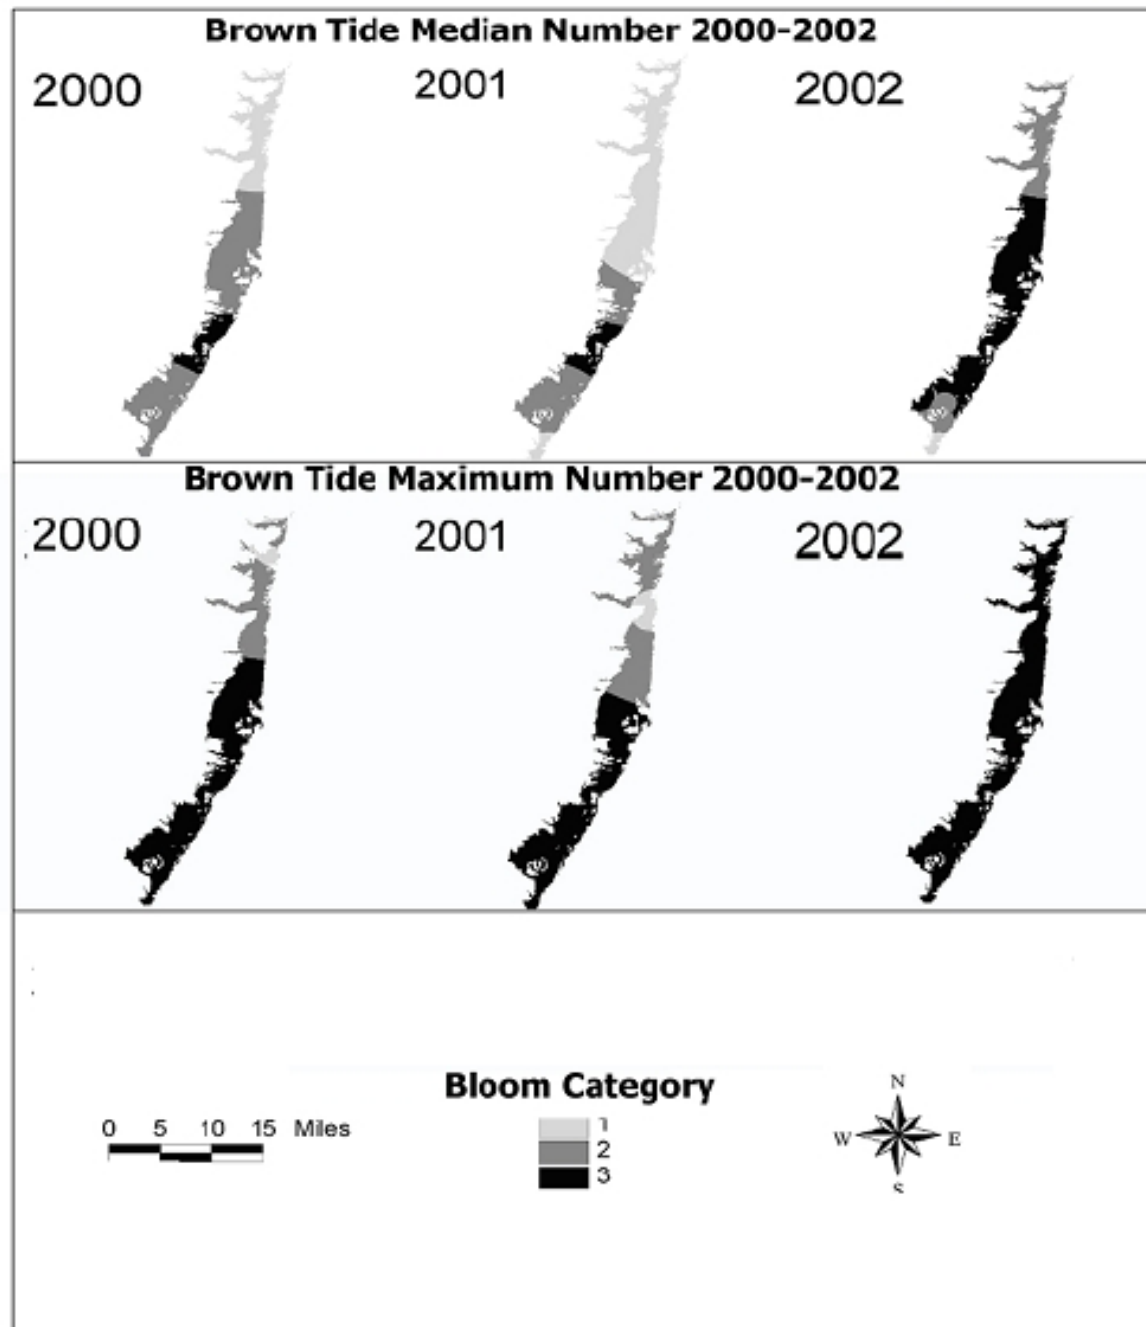 Brown Tide Median Number 2000-2002
2000
2001
2002
Brown Tide Maximum Number 2000-2002
2000
2001
2002
Bloom Category
0 5 10 15 Miles
1
2
3
N
W E
S